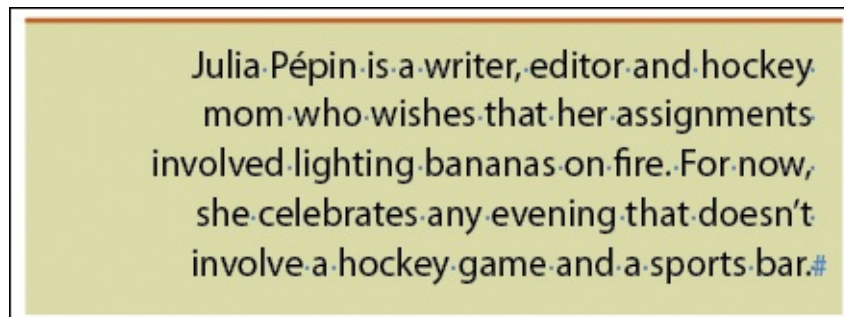 Julia Pépin is a writer, editor and hockey
mom who wishes that her assignments
involved lighting bananas on fire. For now,
she celebrates any evening that doesn’t
involve a hockey game and a sports bar.#